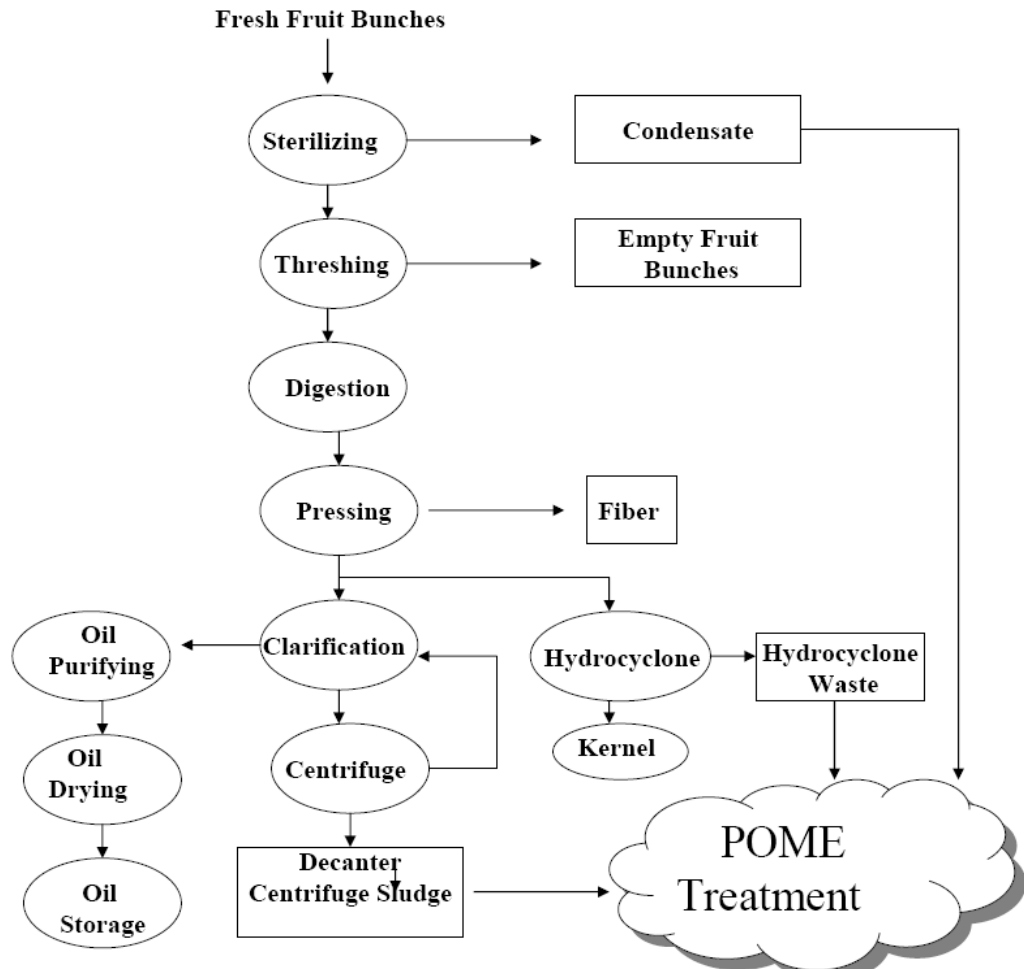 Fresh Fruit Bunches
Sterilizing
Condensate
Threshing
Empty Fruit
Bunches
Digestion
Pressing
Fiber
Clarification
Oil
Purifying
Hydrocyclone
Hydrocyclone
Waste
Centrifuge
Kernel
Oil
Drying
Decanter
Centrifuge Sludge
POME
Treatment
Oil
Storage